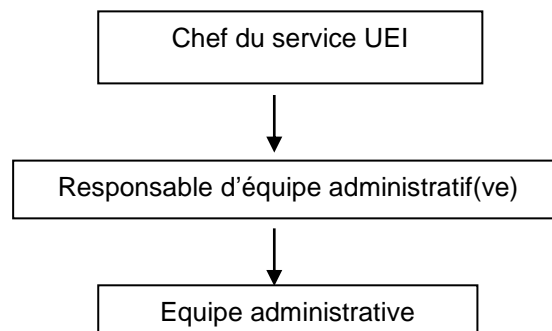 Chef du service UEI
Responsable d’équipe administratif(ve)
Equipe administrative